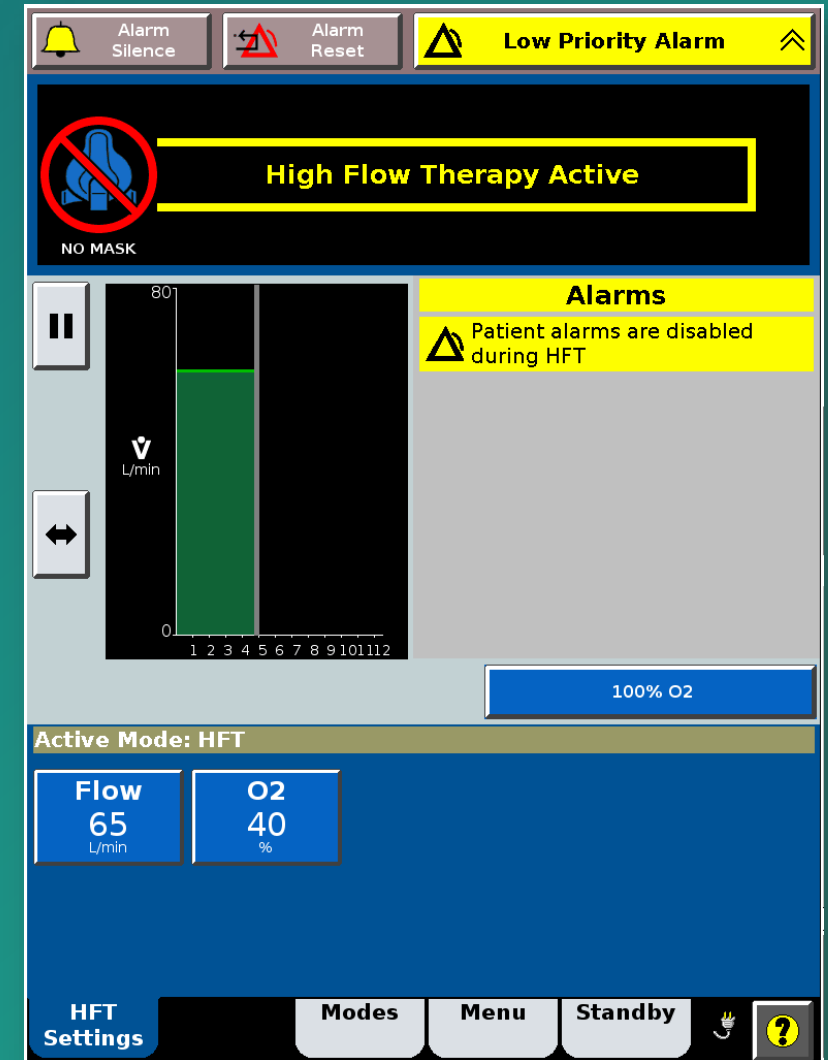 Alarm
Silence
Alarm
Reset
Low Priority Alarm
High Flow Therapy Active
NO MASK
80
V̇
L/min
0
1 2 3 4 5 6 7 8 9 10 11 12
Alarms
Patient alarms are disabled
during HFT
100% O2
Active Mode: HFT
Flow
65
L/min
O2
40
%
HFT
Settings
Modes
Menu
Standby
?